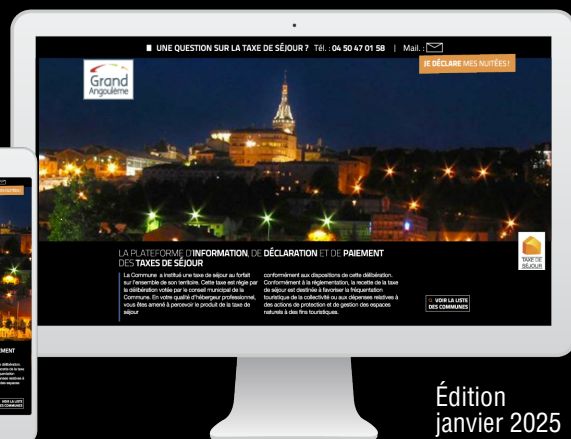 UNE QUESTION SUR LA TAXE DE SÉJOUR ? Tél. : 04 50 47 01 58 | Mail. :
JE DÉCLARE MES NUITÉES !
Grand
Angoulême
LA PLATEFORME D'INFORMATION, DE DÉCLARATION ET DE PAIEMENT
DES TAXES DE SÉJOUR
La Commune a institué une taxe de séjour au forfait
sur l'ensemble de son territoire. Cette taxe est régie par
la délibération votée par le conseil municipal de la
Commune. En votre qualité d'hébergeur professionnel,
vous êtes amené à percevoir le produit de la taxe de
séjour
conformément aux dispositions de cette délibération.
Conformément à la réglementation, la recette de la taxe
de séjour est destinée à favoriser la fréquentation
touristique de la collectivité ou aux dépenses relatives à
des actions de protection et de gestion des espaces
naturels à des fins touristiques.
TAXE DE
SÉJOUR
VOIR LA LISTE
DES COMMUNES
Édition
janvier 2025